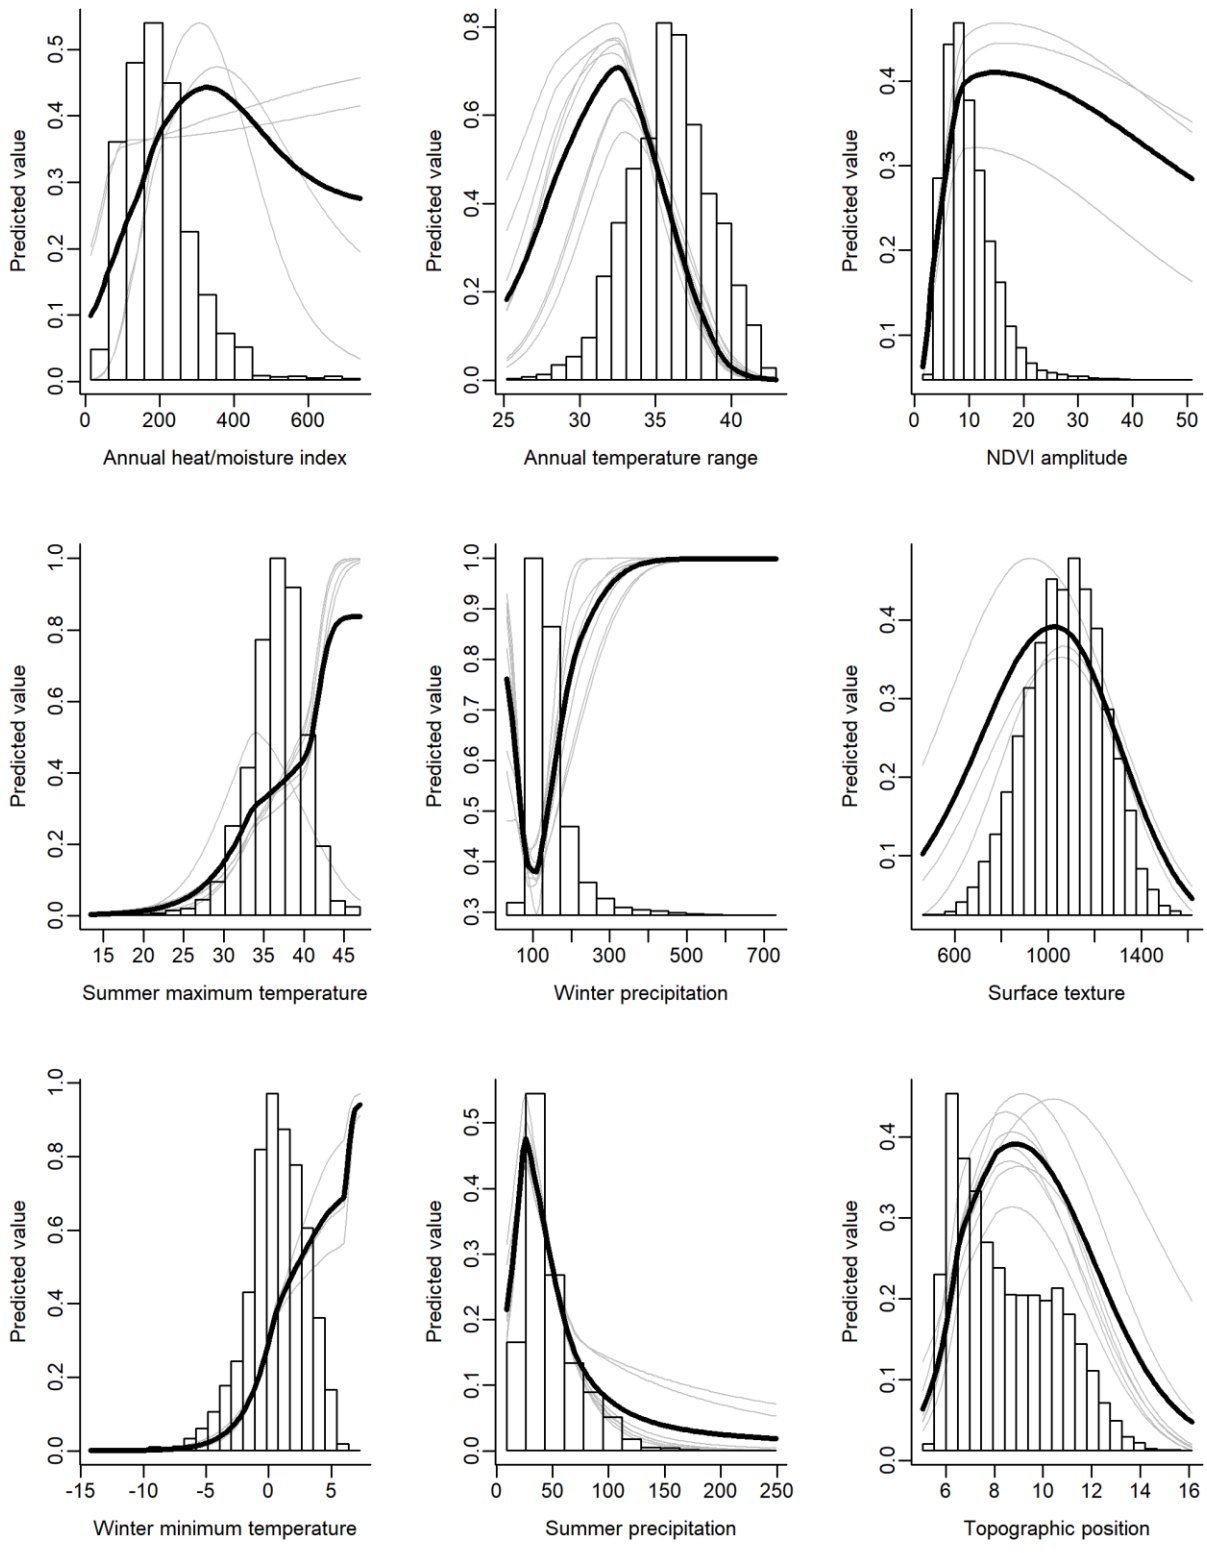 Predicted value
0.0 0.1 0.2 0.3 0.4 0.5
0 200 400 600
Annual heat/moisture index
Predicted value
0.0 0.2 0.4 0.6 0.8
25 30 35 40
Annual temperature range
Predicted value
0.1 0.2 0.3 0.4
0 10 20 30 40 50
NDVI amplitude
Predicted value
0.0 0.2 0.4 0.6 0.8 1.0
15 20 25 30 35 40 45
Summer maximum temperature
Predicted value
0.3 0.4 0.5 0.6 0.7 0.8 0.9 1.0
100 300 500 700
Winter precipitation
Predicted value
0.1 0.2 0.3 0.4
600 1000 1400
Surface texture
Predicted value
0.0 0.2 0.4 0.6 0.8 1.0
-15 -10 -5 0 5
Winter minimum temperature
Predicted value
0.0 0.1 0.2 0.3 0.4 0.5
0 50 100 150 200 250
Summer precipitation
Predicted value
0.0 0.1 0.2 0.3 0.4
6 8 10 12 14 16
Topographic position